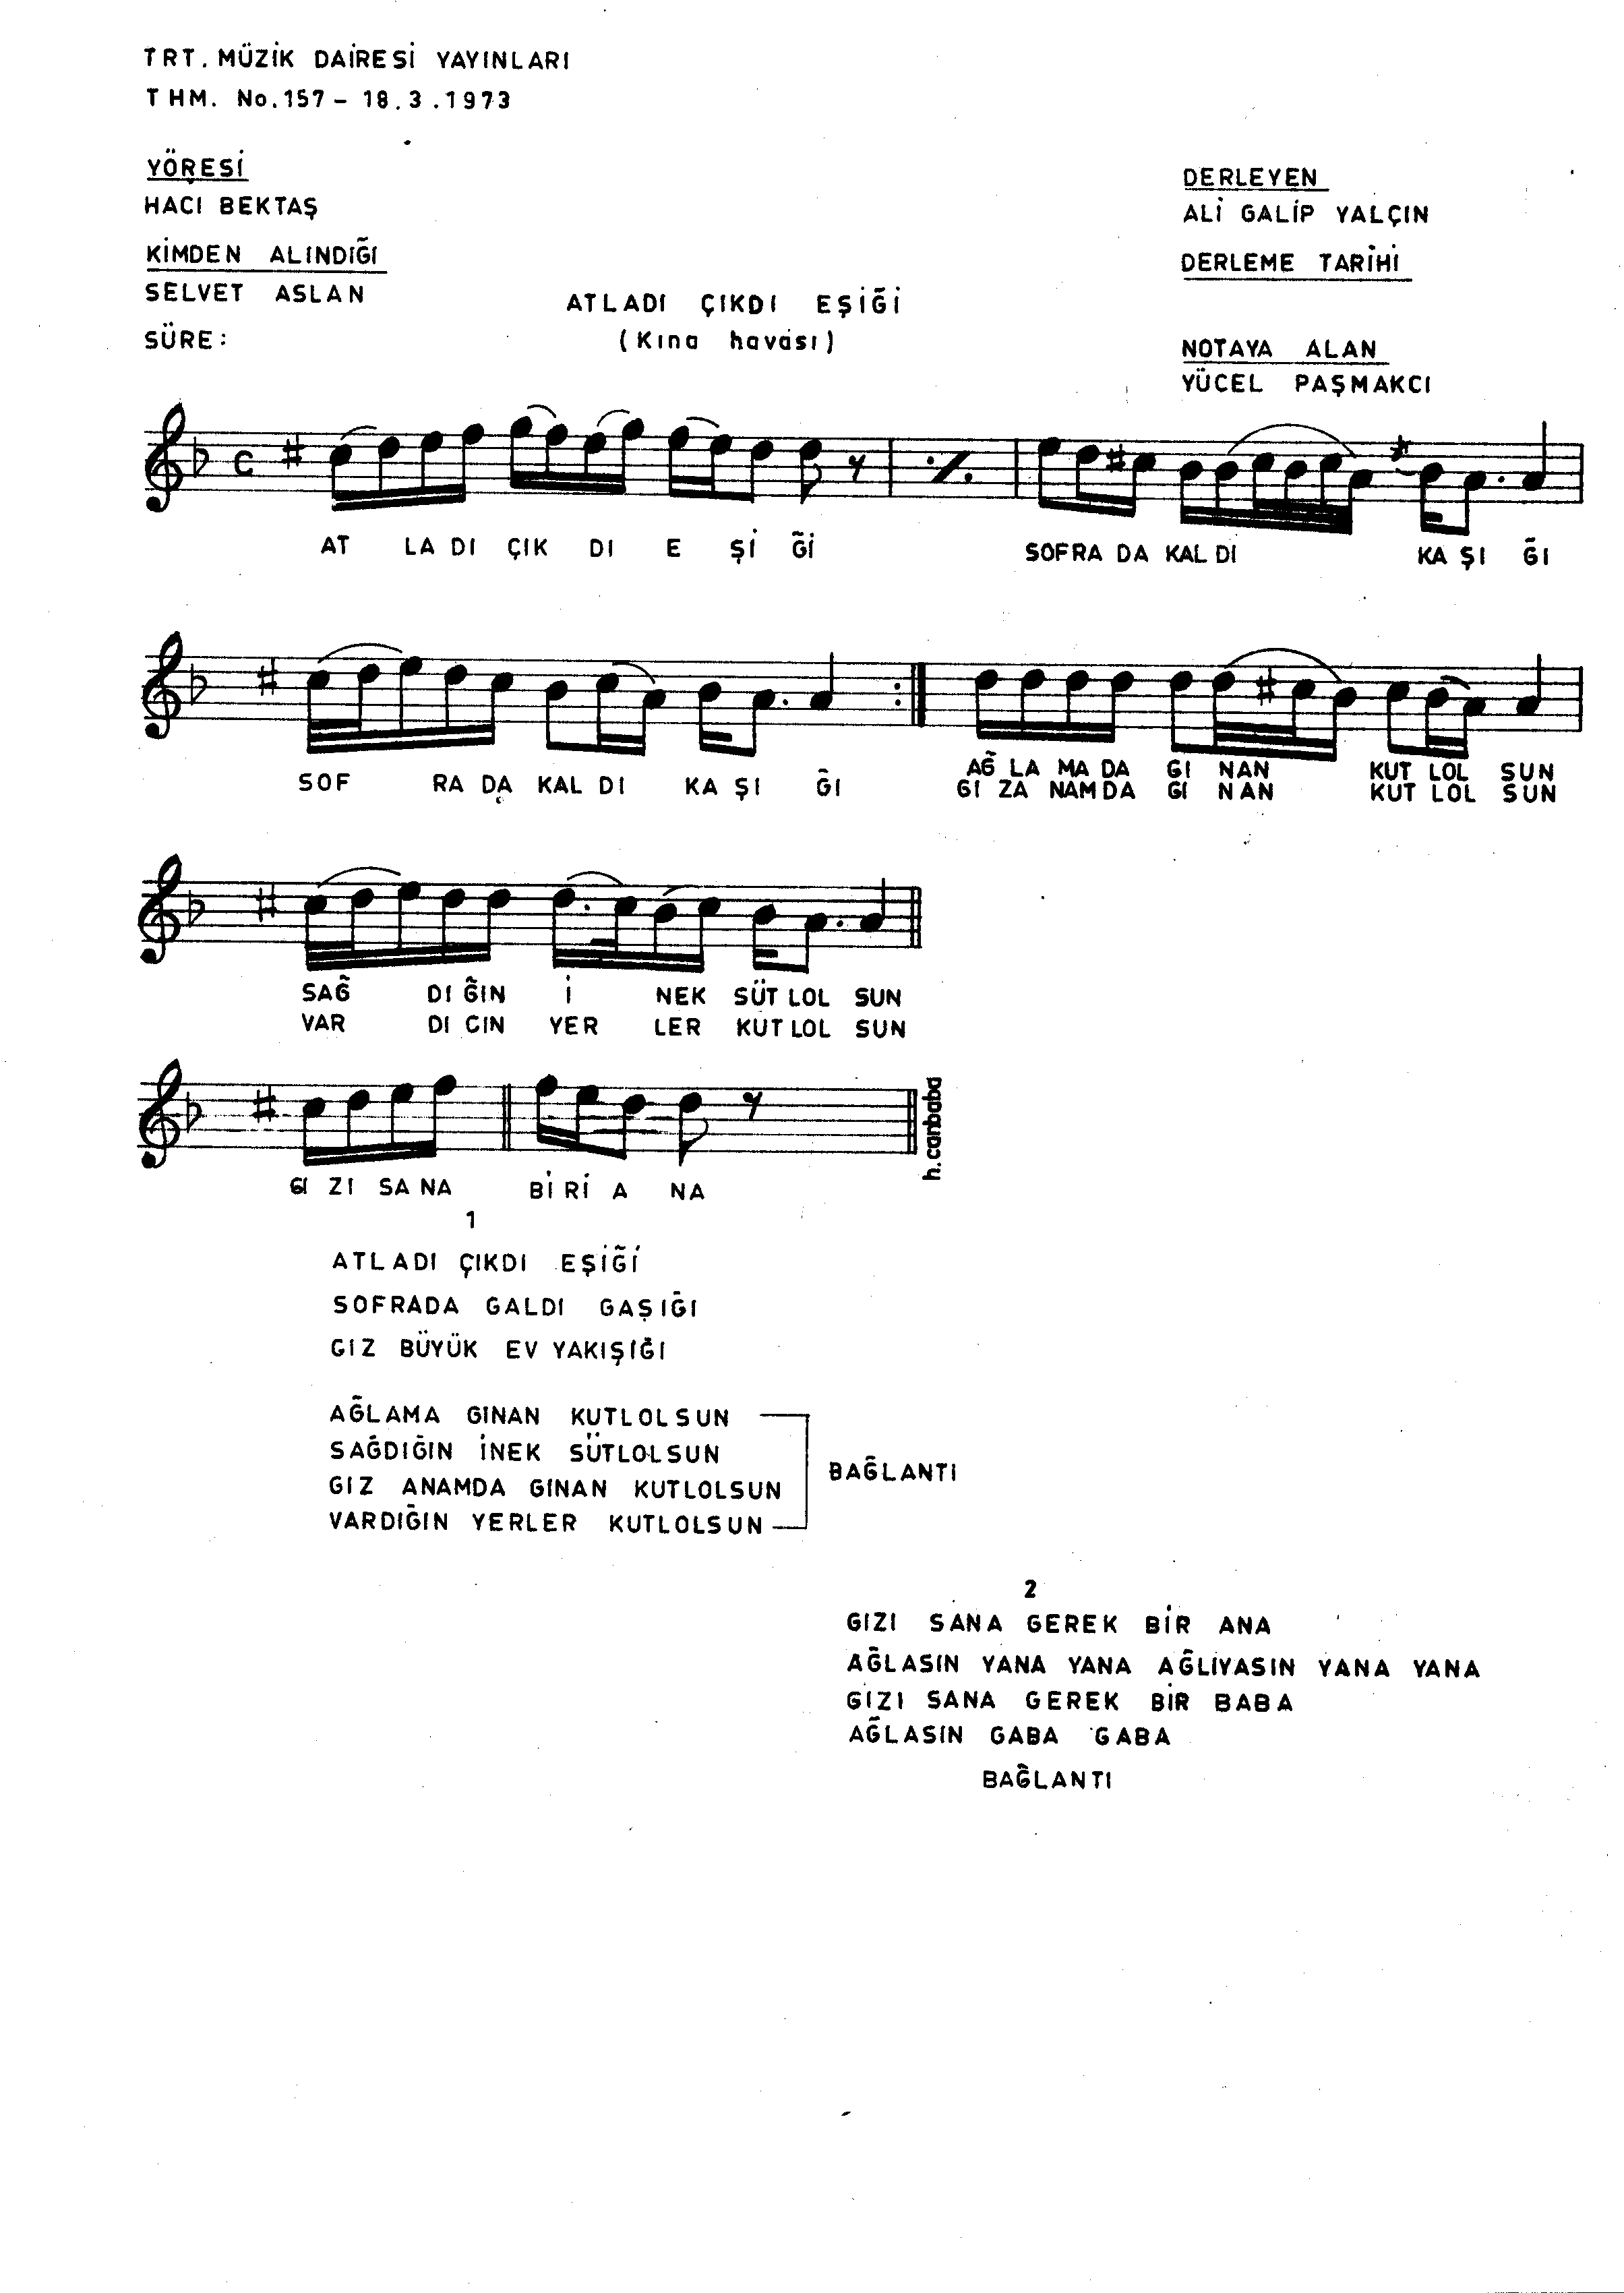 TRT. MÜZİK DAİRESİ YAYINLARI
THM. No.157 – 18.3.1973
YÖRESİ
HACI BEKTAŞ
KİMDEN ALINDIĞI
SELVET ASLAN
SÜRE:
DERLEYEN
ALİ GALİP YALÇIN
DERLEME TARİHİ
NOTAYA ALAN
YÜCEL PAŞMAKCI
ATLADI ÇIKDI EŞİĞİ
(Kına havası)
AT LA DI ÇIK DI E Şİ Ğİ SOFRA DA KAL DI KA ŞI ĞI
SOF RA DA KAL DI KA ŞI ĞI AĞ LA MA DA GI NAN KUT LOL SUN
GI ZA NAM DA GI NAN KUT LOL SUN
SAĞ DI ĞIN İ NEK SÜT LOL SUN
VAR DI GIN YER LER KUT LOL SUN
GI ZI SA NA BİRİ A NA
h.canbaba
1
ATLADI ÇIKDI EŞİĞİ
SOFRADA GALDI GAŞIĞI
GIZ BÜYÜK EV YAKIŞIĞI
AĞLAMA GINAN KUTLOLSUN
SAĞDIĞIN İNEK SÜTLOLSUN
GIZ ANAMDA GINAN KUTLOLSUN
VARDIĞIN YERLER KUTLOLSUN
BAĞLANTI
2
GIZI SANA GEREK BİR ANA
AĞLASIN YANA YANA AĞLIYASIN YANA YANA
GIZI SANA GEREK BİR BABA
AĞLASIN GABA GABA
BAĞLANTI